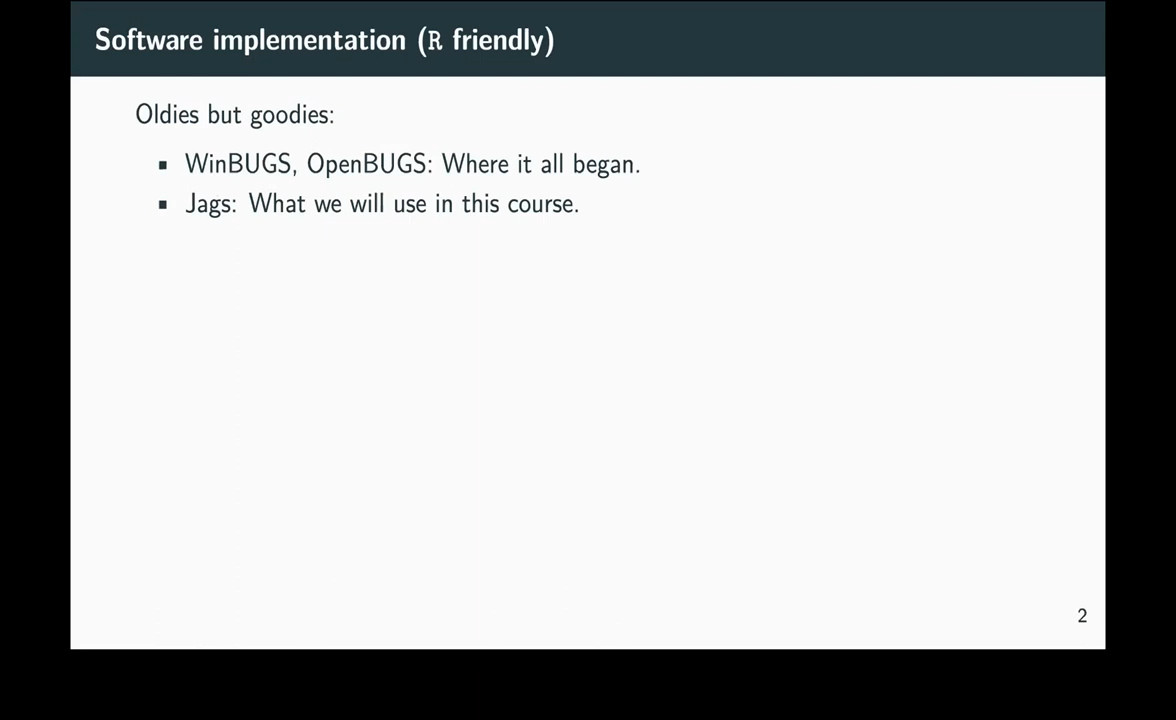 Software implementation (R friendly)
Oldies but goodies:
▪ WinBUGS, OpenBUGS: Where it all began.
▪ Jags: What we will use in this course.
2